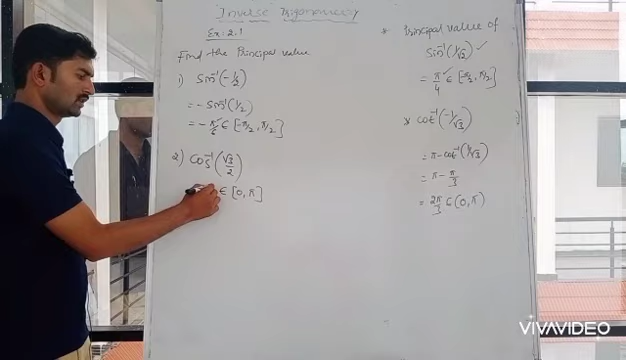 Inverse Trigonometry
Ex: 2.1
Find the Principal value
1) Sin⁻¹(-1/2)
= - Sin⁻¹(1/2)
= - π/6 ∈ [-π/2, π/2]
2) Cos⁻¹(√3/2)
∈ [0, π]
* Principal value of
Sin⁻¹(1/√2) ✓
= π/4 ∈ [-π/2, π/2]
* cot⁻¹(-1/√3)
= π - cot⁻¹(1/√3)
= π - π/3
= 2π/3 ∈ (0, π)
VIVAVIDEO